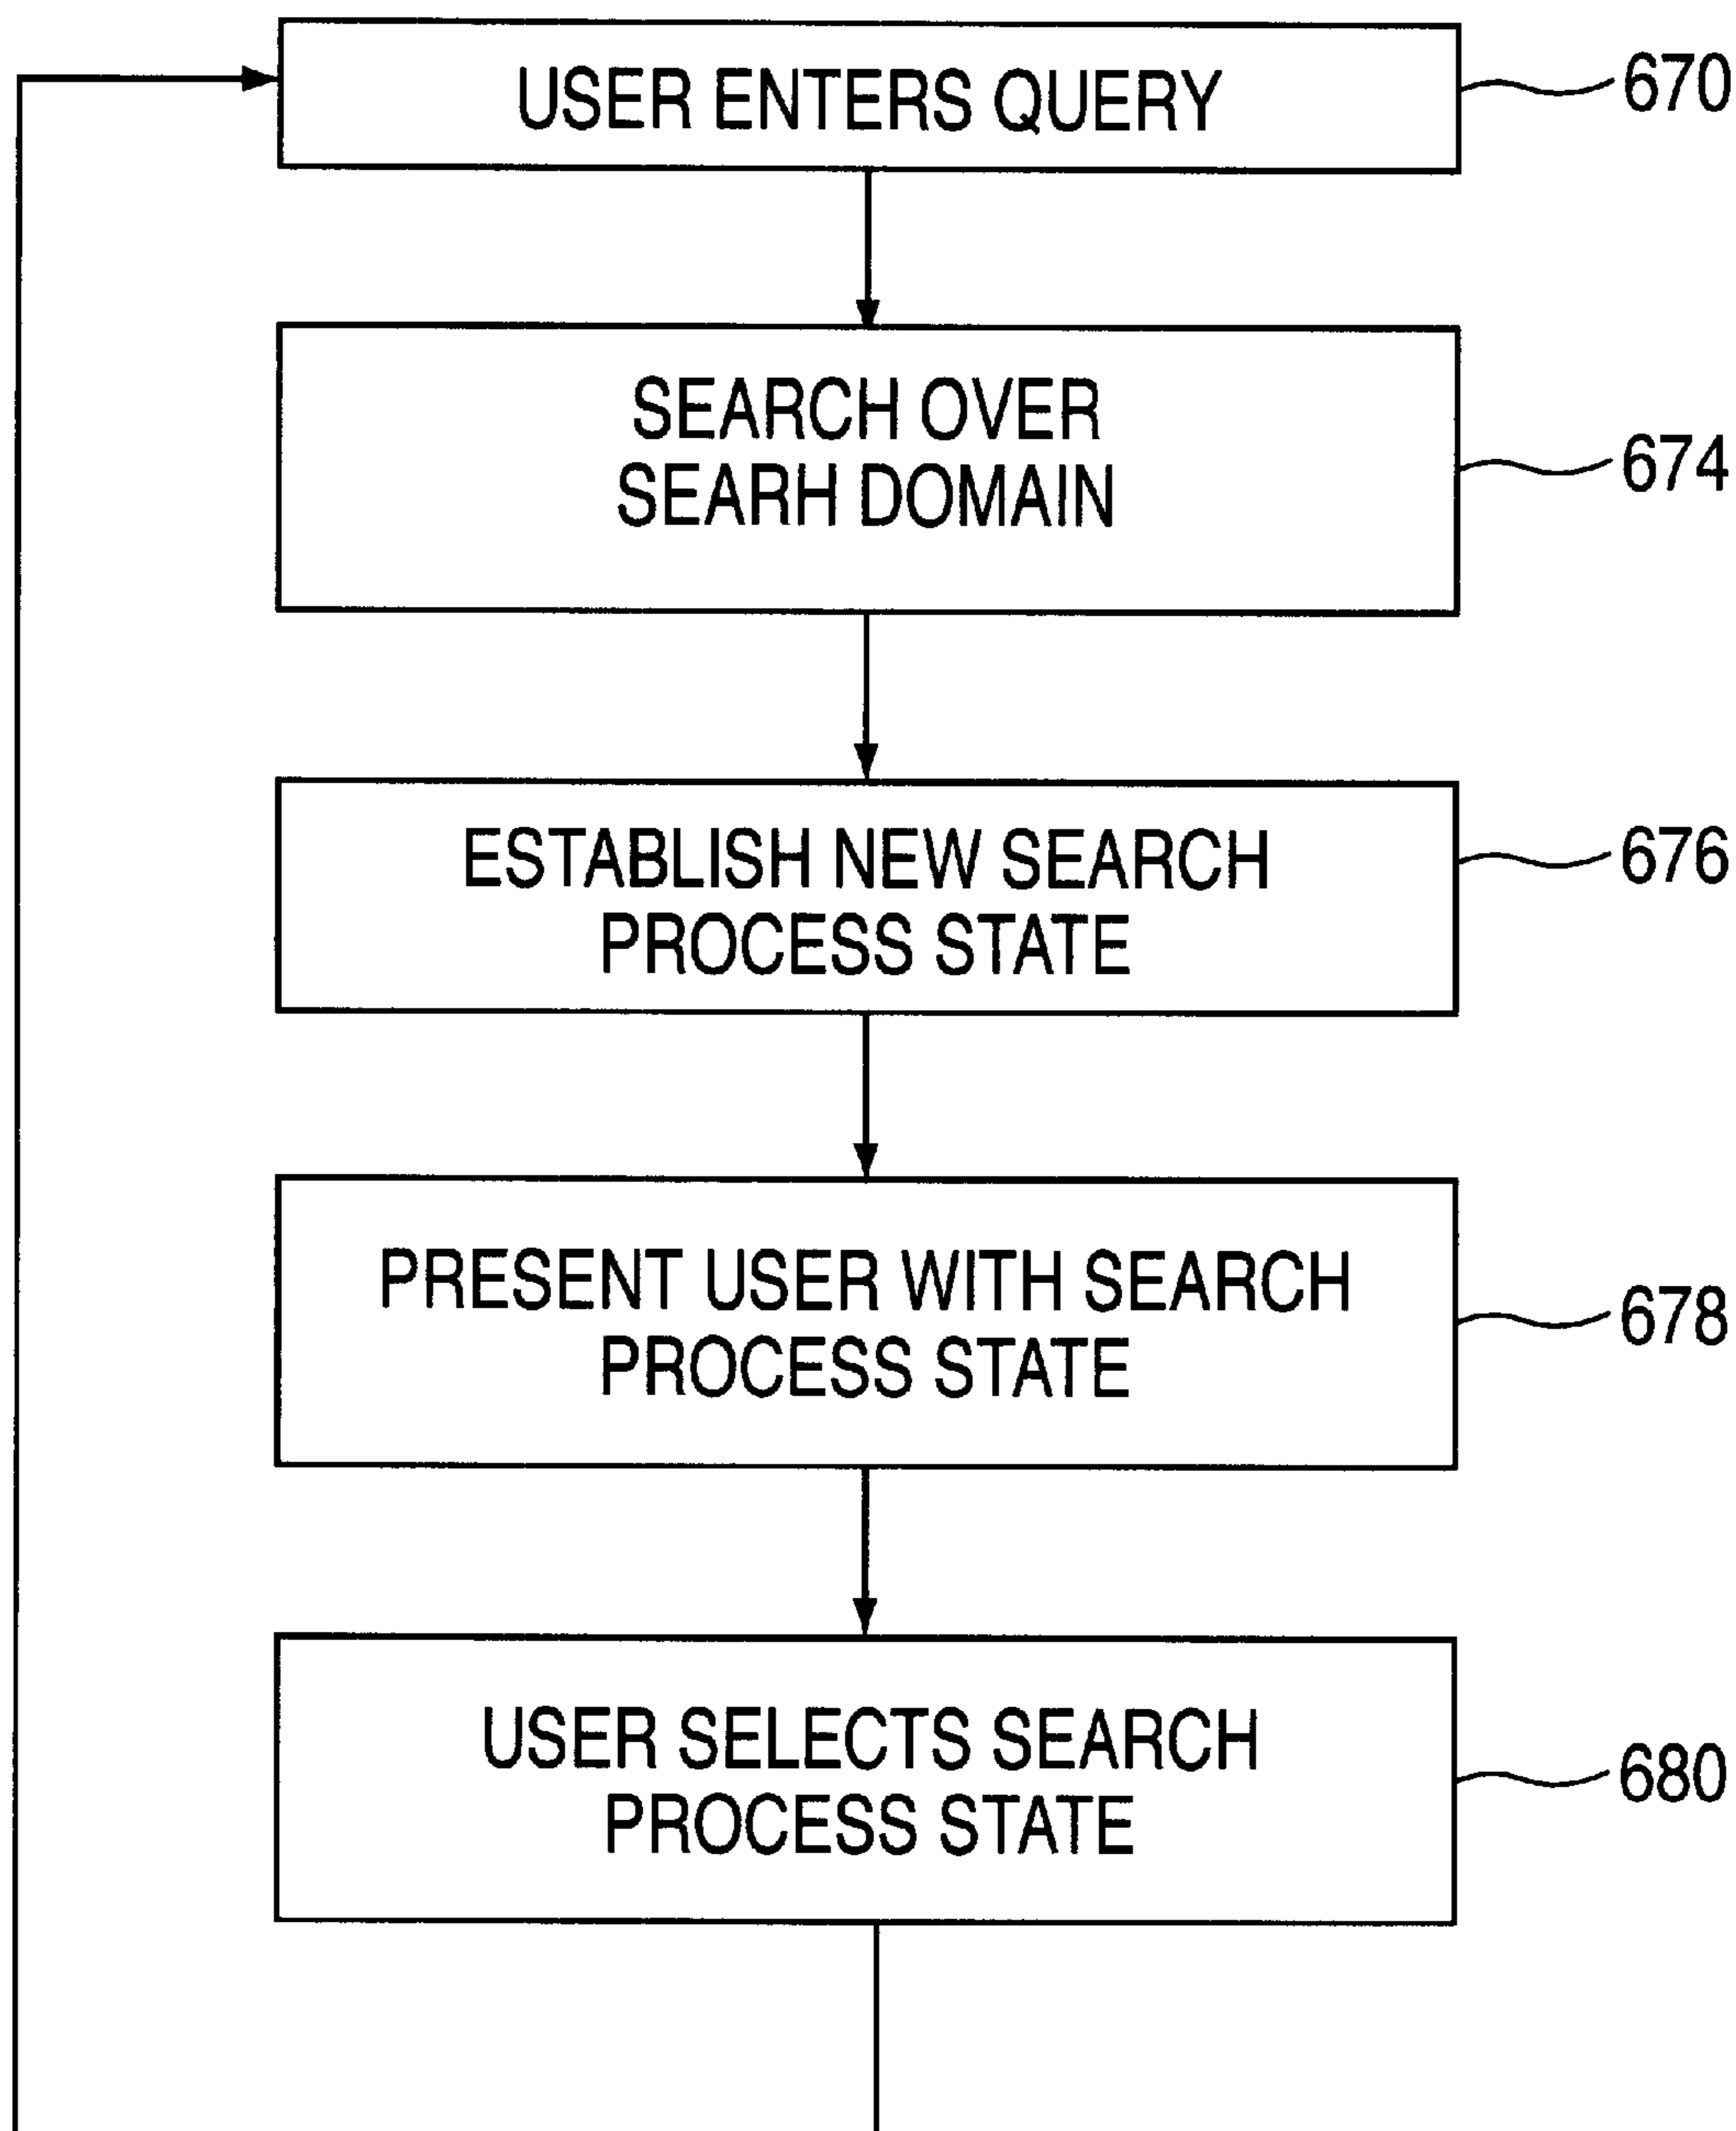 USER ENTERS QUERY
670
SEARCH OVER
SEARH DOMAIN
674
ESTABLISH NEW SEARCH
PROCESS STATE
676
PRESENT USER WITH SEARCH
PROCESS STATE
678
USER SELECTS SEARCH
PROCESS STATE
680